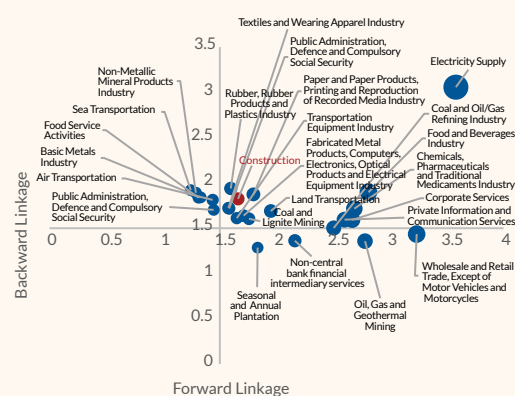 Textiles and Wearing Apparel Industry
Public Administration,
Defence and Compulsory
Social Security
Electricity Supply
Non-Metallic
Mineral Products
Industry
Sea Transportation
Food Service
Activities
Basic Metals
Industry
Air Transportation
Public Administration,
Defence and Compulsory
Social Security
Rubber, Rubber
Products and
Plastics Industry
Paper and Paper Products,
Printing and Reproduction
of Recorded Media Industry
Transportation
Equipment Industry
Construction
Fabricated Metal
Products, Computers,
Electronics, Optical
Products and Electrical
Equipment Industry
Land Transportation
Coal and
Lignite Mining
Coal and Oil/Gas
Refining Industry
Food and Beverages
Industry
Chemicals,
Pharmaceuticals
and Traditional
Medicaments Industry
Corporate Services
Private Information and
Communication Services
Wholesale and Retail
Trade, Except of
Motor Vehicles and
Motorcycles
Oil, Gas and
Geothermal
Mining
Non-central
bank financial
intermediary services
Seasonal
and Annual
Plantation
3.5
3
2.5
2
1.5
1
0.5
0
0
0.5
1
1.5
2
2.5
3
3.5
4
Backward Linkage
Forward Linkage